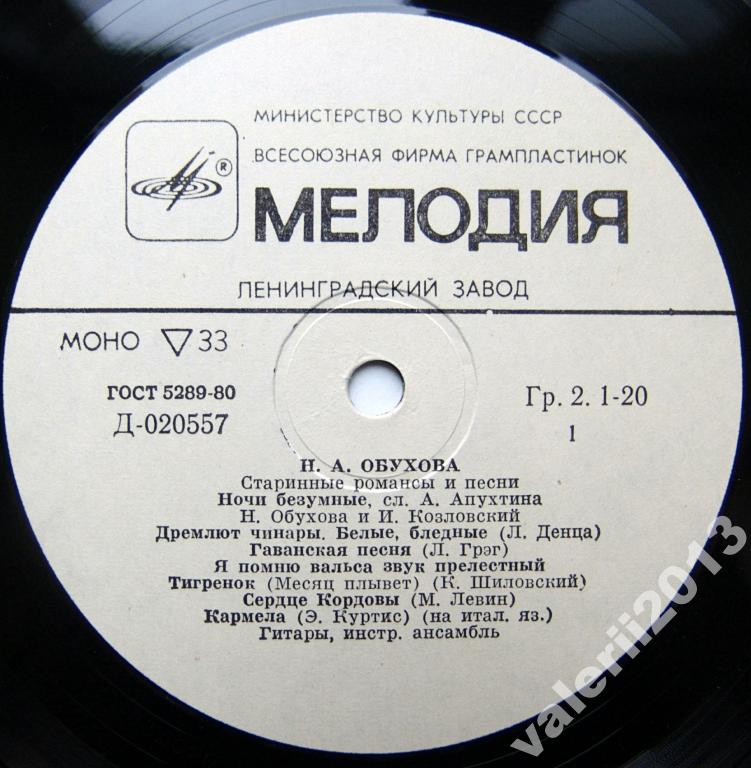 МИНИСТЕРСТВО КУЛЬТУРЫ СССР
ВСЕСОЮЗНАЯ ФИРМА ГРАМПЛАСТИНОК
®
МЕЛОДИЯ
ЛЕНИНГРАДСКИЙ ЗАВОД
МОНО ▽ 33
ГОСТ 5289-80
Д-020557
Гр. 2. 1-20
1
Н. А. ОБУХОВА
Старинные романсы и песни
Ночи безумные, сл. А. Апухтина
Н. Обухова и И. Козловский
Дремлют чинары. Белые, бледные (Л. Денца)
Гаванская песня (Л. Грэг)
Я помню вальса звук прелестный
Тигренок (Месяц плывет) (К. Шиловский)
Сердце Кордовы (М. Левин)
Кармела (Э. Куртис) (на итал. яз.)
Гитары, инстр. ансамбль
valerii2013